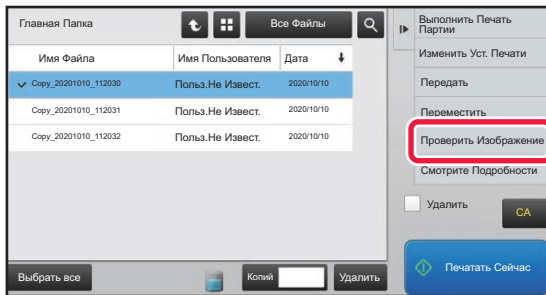 Главная Папка
Все Файлы
Имя Файла
Имя Пользователя
Дата
Copy_20201010_112030
Польз.Не Извест.
2020/10/10
Copy_20201010_112031
Польз.Не Извест.
2020/10/10
Copy_20201010_112032
Польз.Не Извест.
2020/10/10
Выбрать все
Копий
Удалить
Выполнить Печать
Партии
Изменить Уст. Печати
Передать
Переместить
Проверить Изображение
Смотрите Подробности
Удалить
CA
Печатать Сейчас